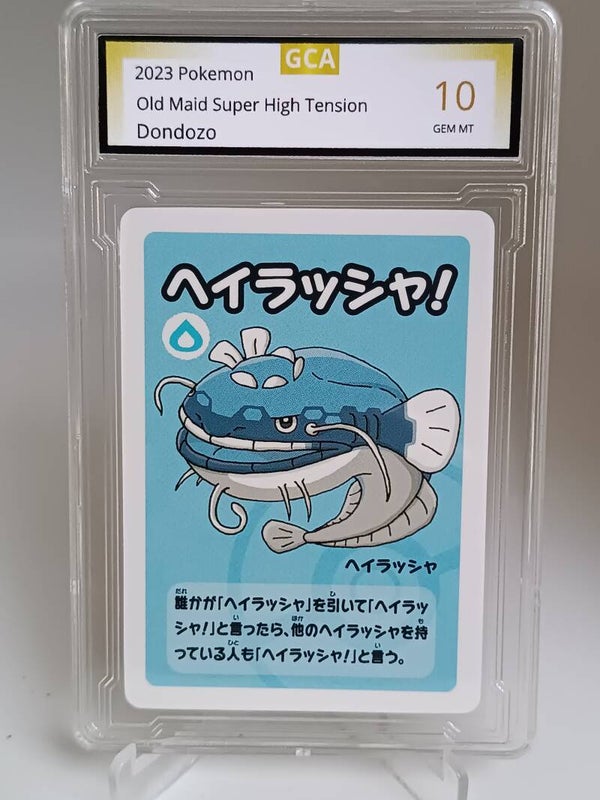 GCA
2023 Pokemon
Old Maid Super High Tension
Dondozo
10
GEM MT
ヘイラッシャ!
ヘイラッシャ
誰かが「ヘイラッシャ」を引いて「ヘイラッ
シャ!」と言ったら、他のヘイラッシャを持
っている人も「ヘイラッシャ!」と言う。